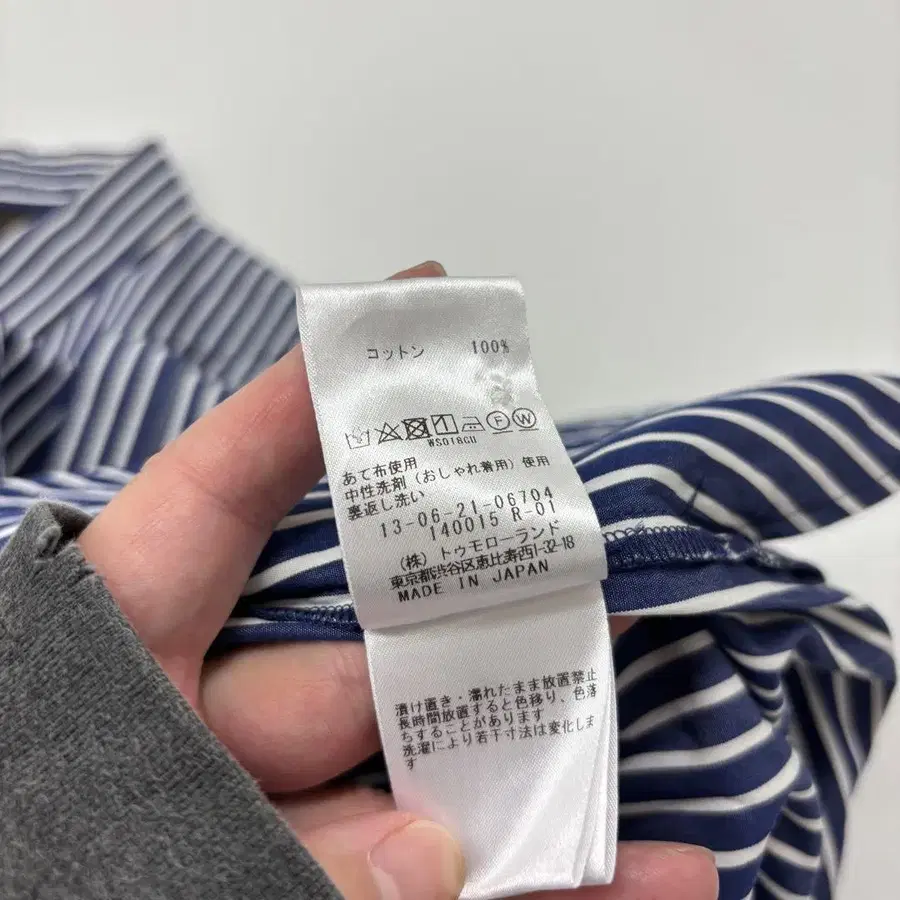 コットン 100%
F W
WS018GU
あて布使用
中性洗剤(おしゃれ着用)使用
裏返し洗い
13-06-21-06704
140015 R-01
(株)トゥモローランド
東京都渋谷区恵比寿西1-32-18
MADE IN JAPAN
漬け置き・濡れたまま放置禁止
長時間放置すると色移り、色落
ちすることがあります
洗濯により若干寸法は変化しま
す